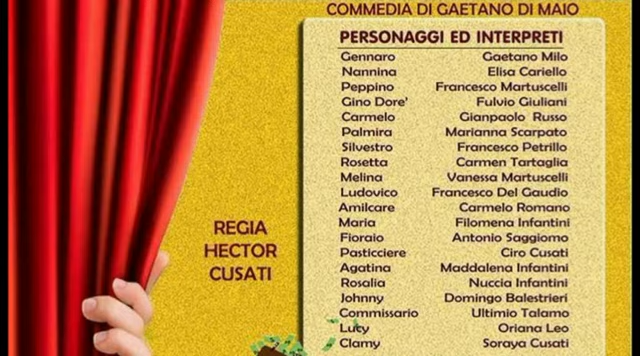 COMMEDIA DI GAETANO DI MAIO
PERSONAGGI ED INTERPRETI
Gennaro Gaetano Milo
Nannina Elisa Cariello
Peppino Francesco Martuscelli
Gino Dore' Fulvio Giuliani
Carmelo Gianpaolo Russo
Palmira Marianna Scarpato
Silvestro Francesco Petrillo
Rosetta Carmen Tartaglia
Melina Vanessa Martuscelli
Ludovico Francesco Del Gaudio
Amilcare Carmelo Romano
Maria Filomena Infantini
Fioraio Antonio Saggiomo
Pasticciere Ciro Cusati
Agatina Maddalena Infantini
Rosalia Nuccia Infantini
Johnny Domingo Balestrieri
Commissario Ultimio Talamo
Lucy Oriana Leo
Clamy Soraya Cusati
REGIA
HECTOR
CUSATI